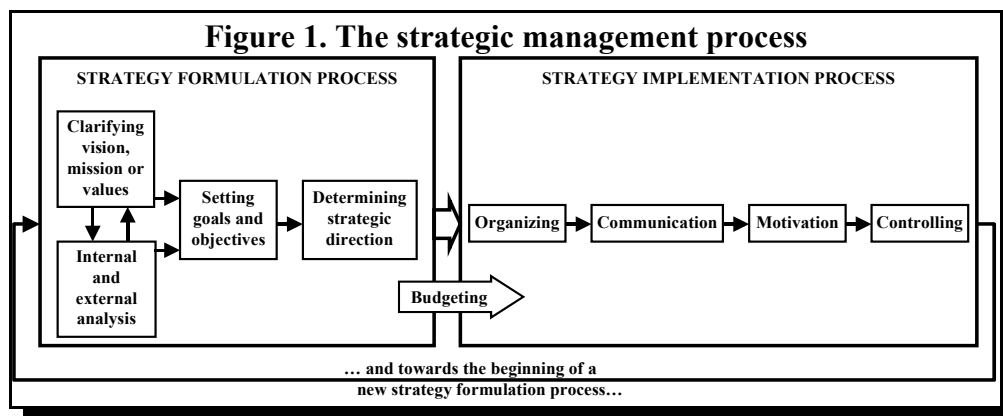 Figure 1. The strategic management process
STRATEGY FORMULATION PROCESS
Clarifying
vision,
mission or
values
Internal
and
external
analysis
Setting
goals and
objectives
Determining
strategic
direction
Budgeting
STRATEGY IMPLEMENTATION PROCESS
Organizing
Communication
Motivation
Controlling
… and towards the beginning of a
new strategy formulation process…